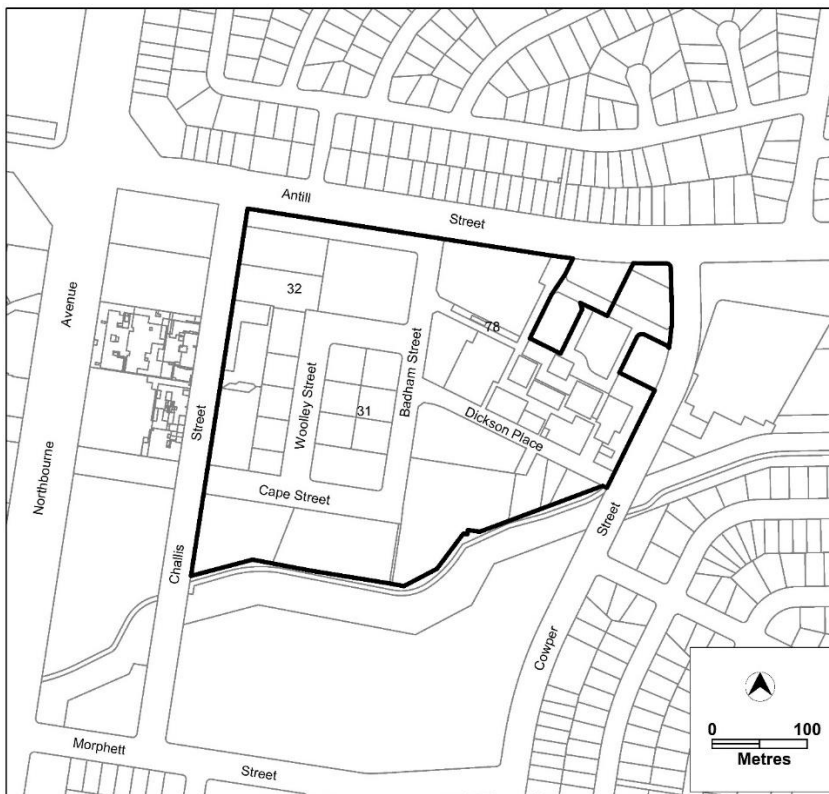 Antill
Street
32
78
Avenue
Woolley Street
Badham Street
31
Street
Dickson Place
Cape Street
Northbourne
Challis
Street
Cowper
Morphett
Street
0 100
Metres